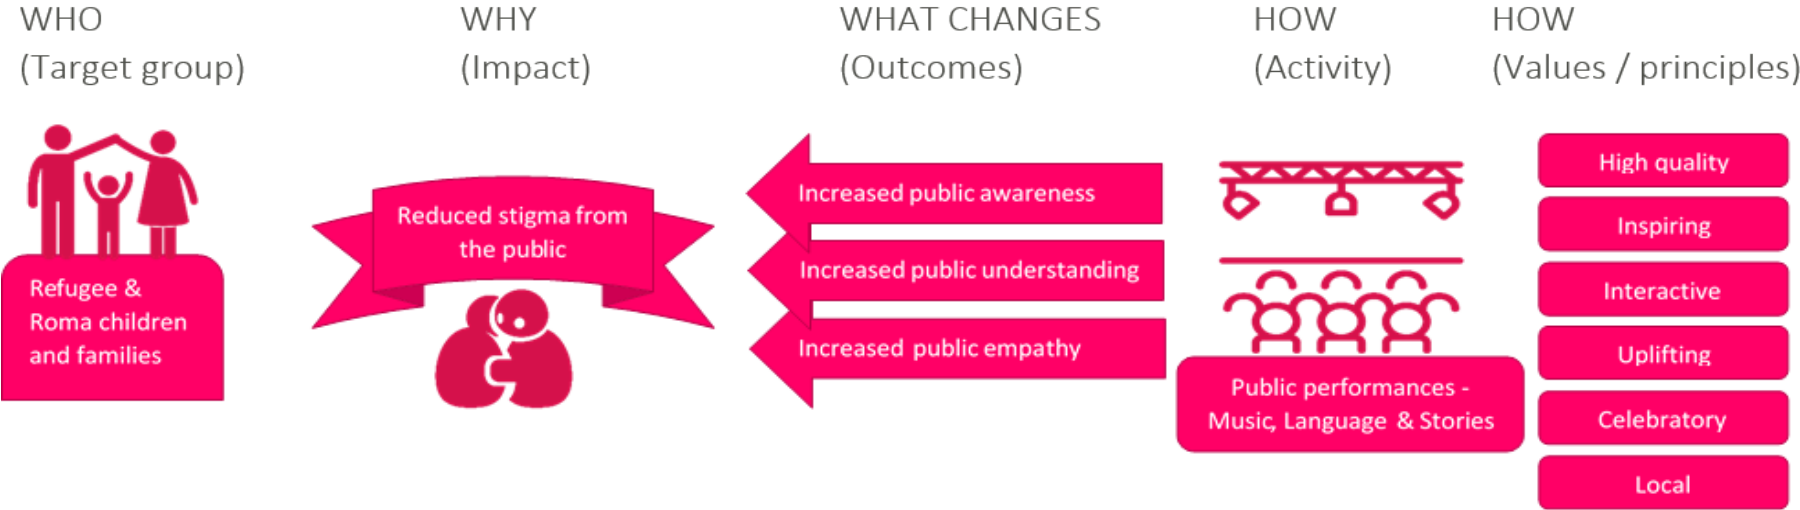 WHO
(Target group)
WHY
(Impact)
WHAT CHANGES
(Outcomes)
HOW
(Activity)
HOW
(Values / principles)
Refugee &
Roma children
and families
Reduced stigma from
the public
Increased public awareness
Increased public understanding
Increased public empathy
Public performances -
Music, Language & Stories
High quality
Inspiring
Interactive
Uplifting
Celebratory
Local